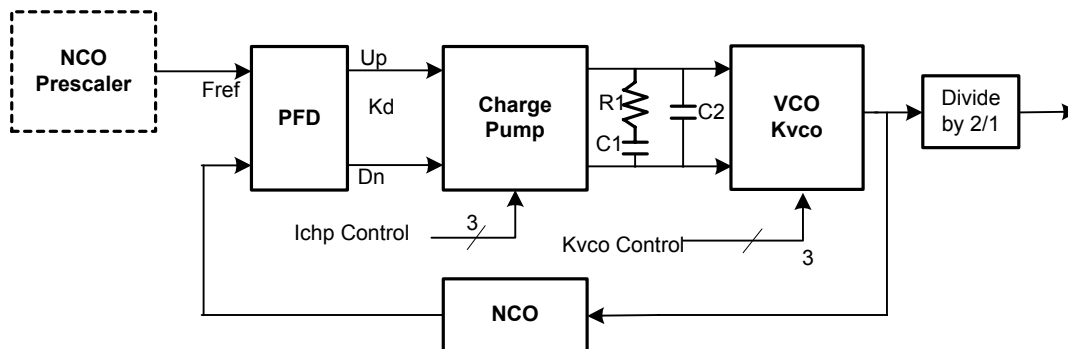 NCO
Prescaler
Fref
PFD
Up
Kd
Dn
Charge
Pump
R1
C1
C2
VCO
Kvco
Divide
by 2/1
Ichp Control
3
Kvco Control
3
NCO